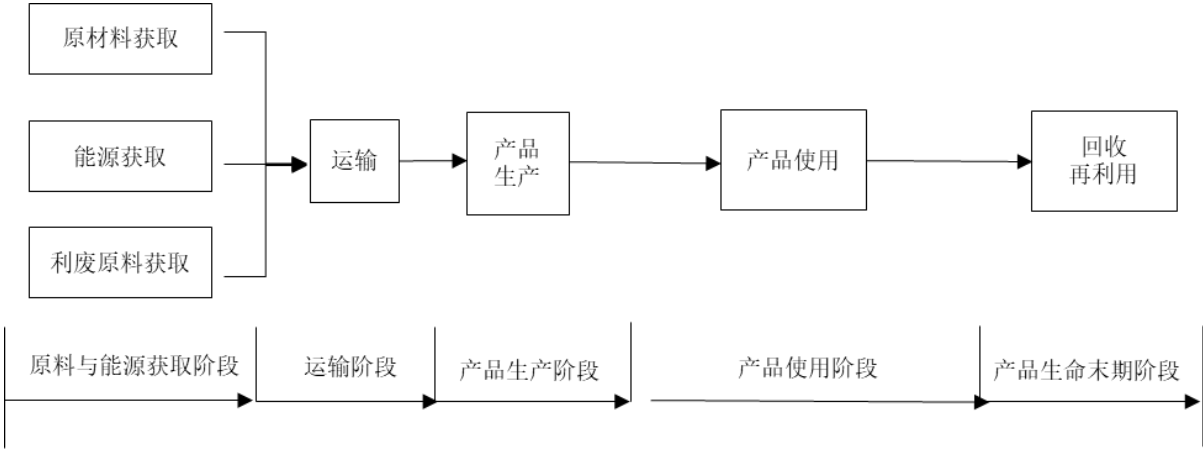 原材料获取
能源获取
利废原料获取
运输
产品
生产
产品使用
回收
再利用
原料与能源获取阶段
运输阶段
产品生产阶段
产品使用阶段
产品生命末期阶段